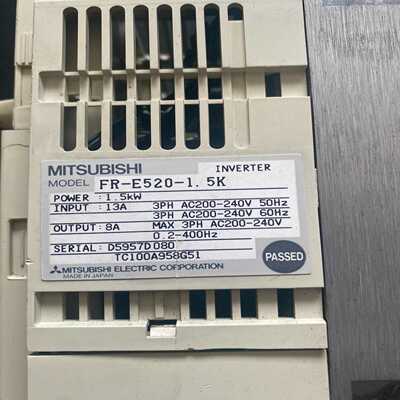 MITSUBISHI INVERTER
MODEL FR-E520-1.5K
POWER : 1.5kW
INPUT : 13A 3PH AC200-240V 50Hz
3PH AC200-240V 60Hz
OUTPUT : 8A MAX 3PH AC200-240V
0.2-400Hz
SERIAL: D5957D080
TC100A958G51
PASSED
MITSUBISHI ELECTRIC CORPORATION
MADE IN JAPAN